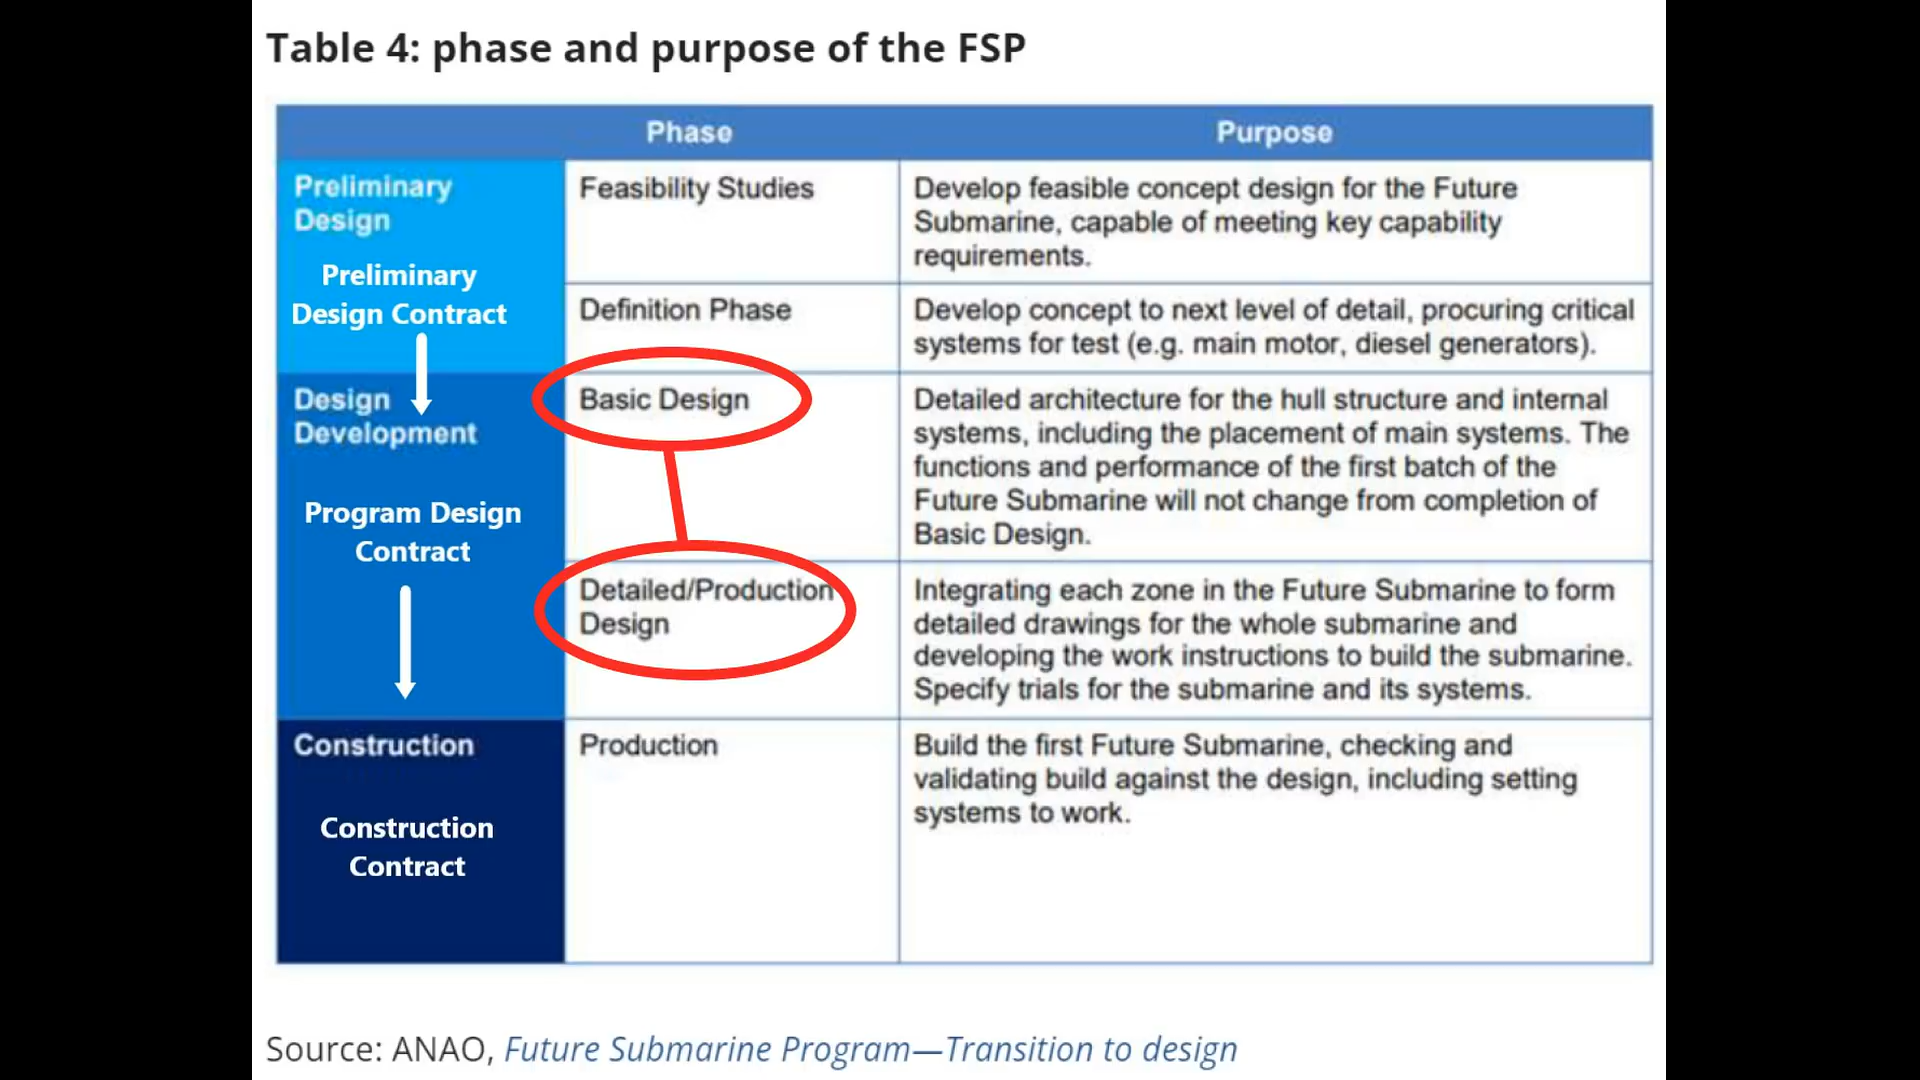 Table 4: phase and purpose of the FSP
Phase
Purpose
Preliminary
Design
Preliminary
Design Contract
Feasibility Studies
Develop feasible concept design for the Future
Submarine, capable of meeting key capability
requirements.
Definition Phase
Develop concept to next level of detail, procuring critical
systems for test (e.g. main motor, diesel generators).
Design
Development
Program Design
Contract
Basic Design
Detailed architecture for the hull structure and internal
systems, including the placement of main systems. The
functions and performance of the first batch of the
Future Submarine will not change from completion of
Basic Design.
Detailed/Production
Design
Integrating each zone in the Future Submarine to form
detailed drawings for the whole submarine and
developing the work instructions to build the submarine.
Specify trials for the submarine and its systems.
Construction
Construction
Contract
Production
Build the first Future Submarine, checking and
validating build against the design, including setting
systems to work.
Source: ANAO, Future Submarine Program—Transition to design